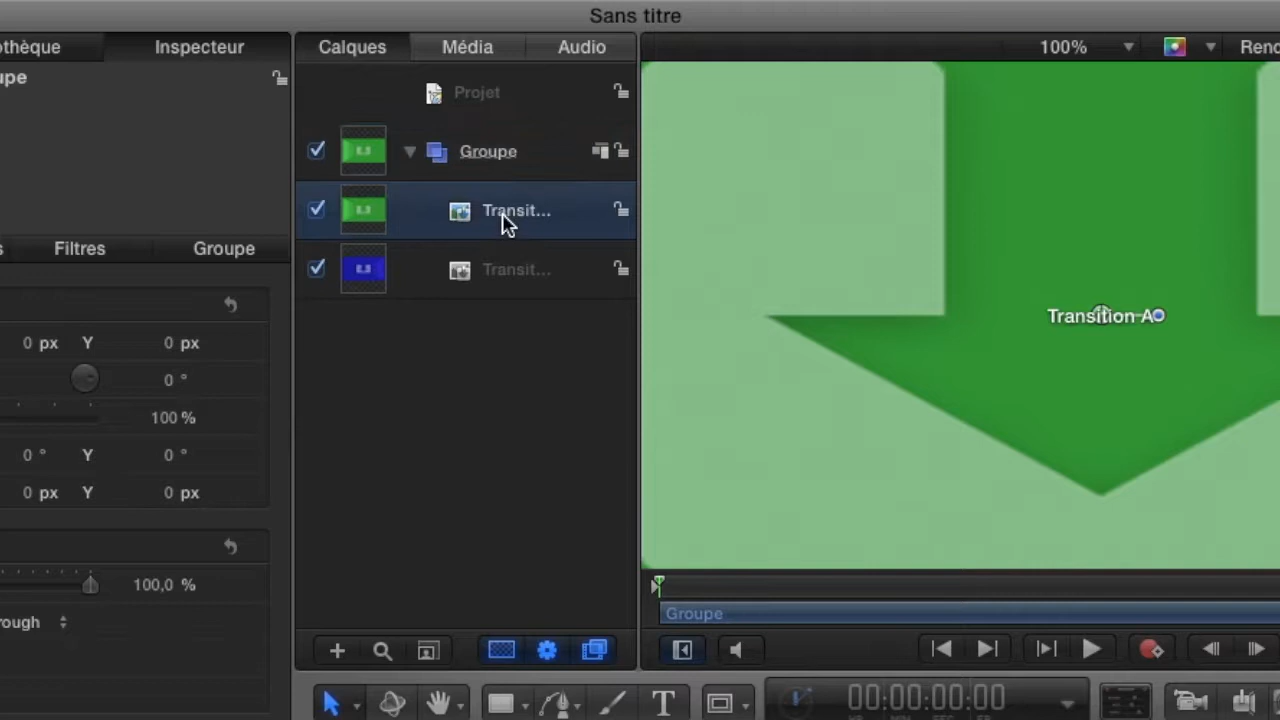 Sans titre
othèque Inspecteur Calques Média Audio 100% Rend
upe
Projet
Groupe
Transit...
Transit...
s Filtres Groupe
0 px Y 0 px
0 °
100 %
0 ° Y 0 °
0 px Y 0 px
100,0 %
rough
Transition A
Groupe
T 00:00:00:00